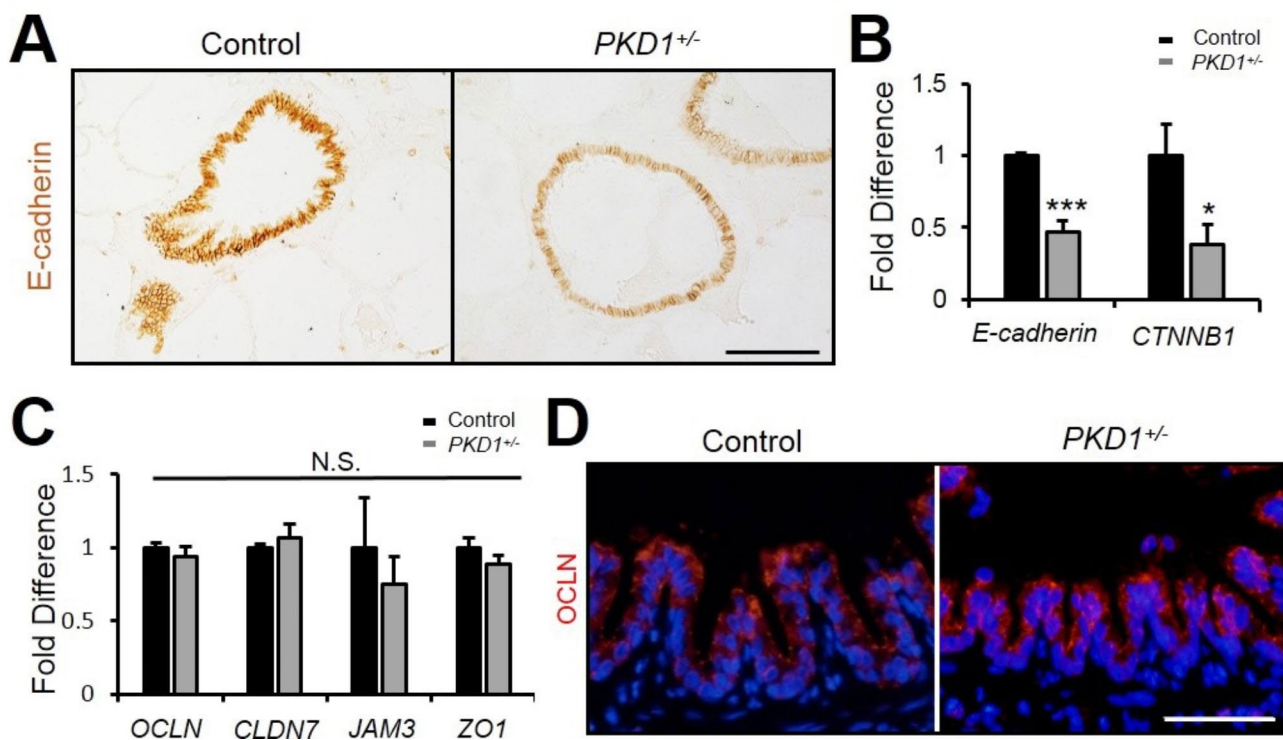 A
Control
PKD1+/-
E-cadherin
B
Control
PKD1+/-
Fold Difference
1.5
1
0.5
0
***
*
E-cadherin
CTNNB1
C
Control
PKD1+/-
Fold Difference
1.5
1
0.5
0
N.S.
OCLN
CLDN7
JAM3
ZO1
D
Control
PKD1+/-
OCLN